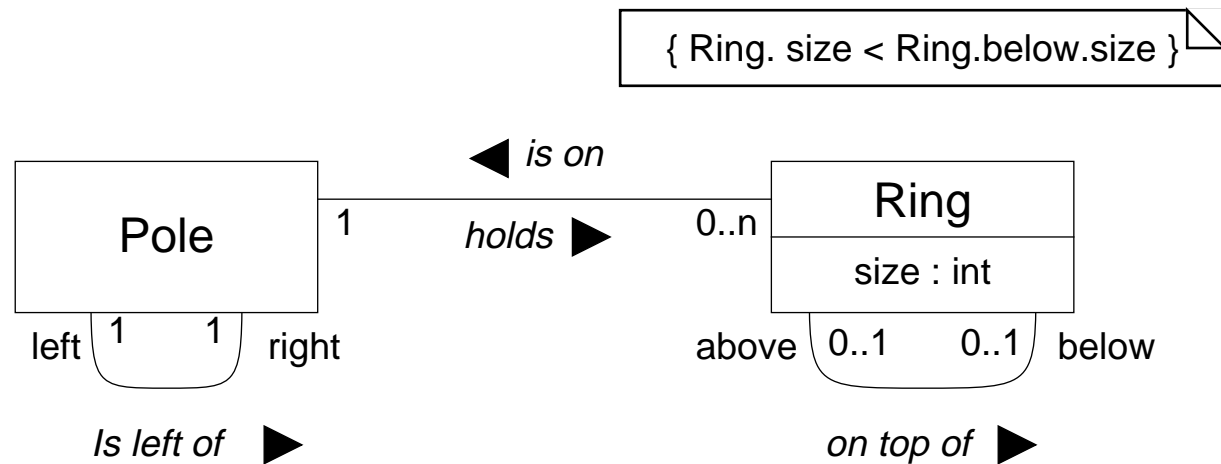 { Ring. size < Ring.below.size }
is on
Pole
1
holds
0..n
Ring
size : int
left
1
1
right
above
0..1
0..1
below
Is left of
on top of